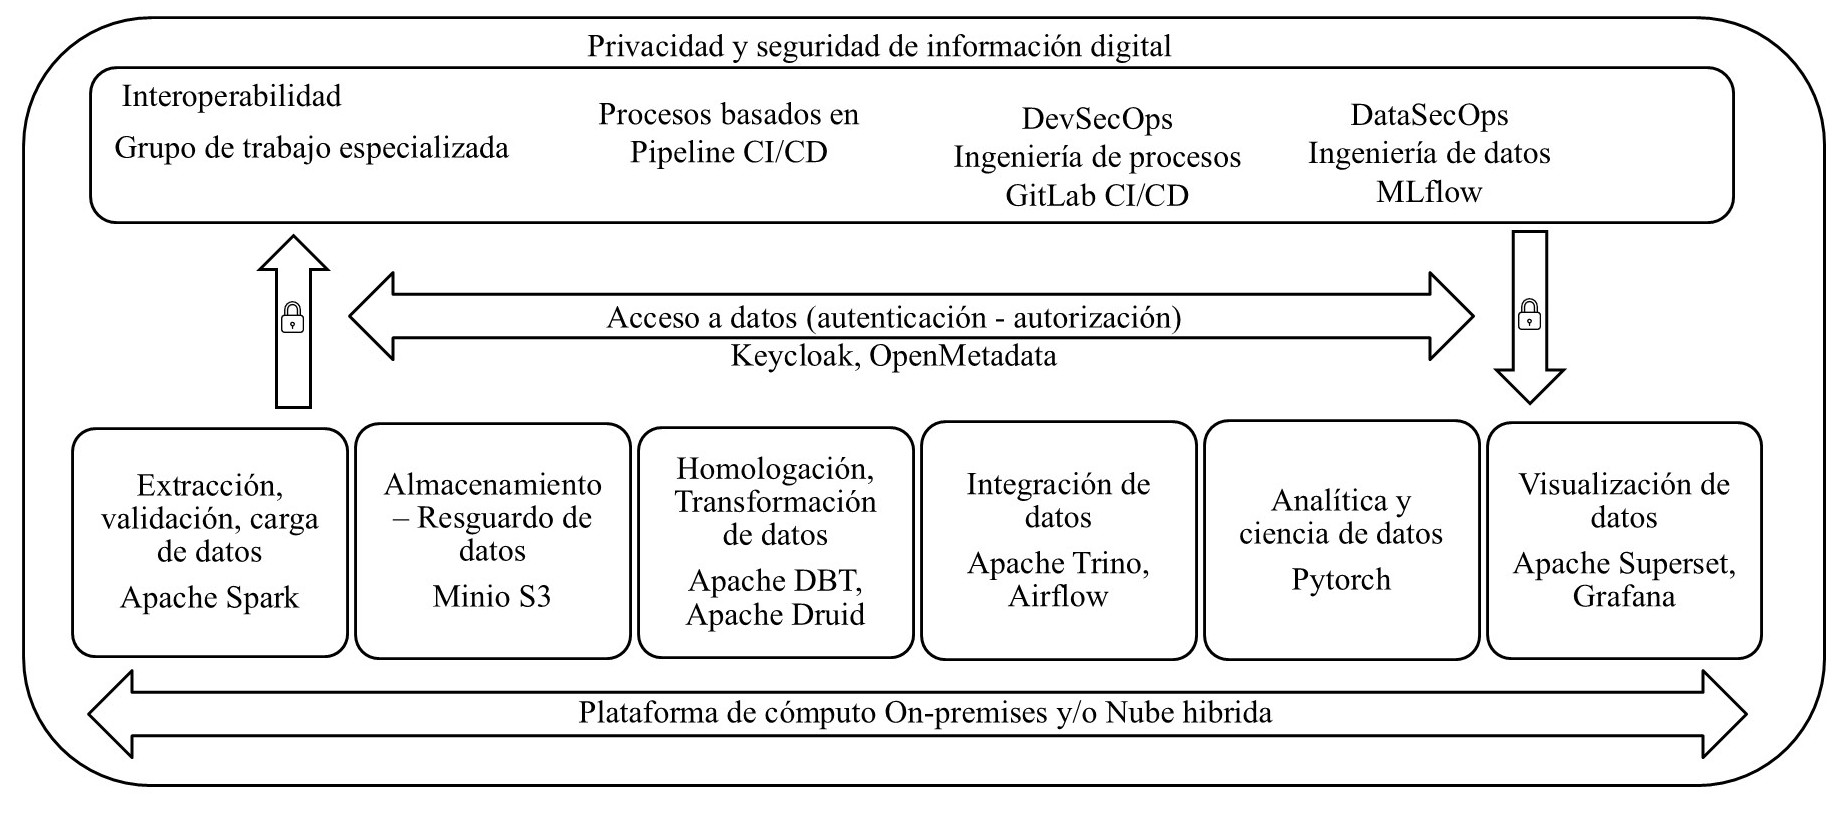 Privacidad y seguridad de información digital
Interoperabilidad
Grupo de trabajo especializada
Procesos basados en
Pipeline CI/CD
DevSecOps
Ingeniería de procesos
GitLab CI/CD
DataSecOps
Ingeniería de datos
MLflow
Acceso a datos (autenticación - autorización)
Keycloak, OpenMetadata
Extracción,
validación, carga
de datos
Apache Spark
Almacenamiento
– Resguardo de
datos
Minio S3
Homologación,
Transformación
de datos
Apache DBT,
Apache Druid
Integración de
datos
Apache Trino,
Airflow
Analítica y
ciencia de datos
Pytorch
Visualización de
datos
Apache Superset,
Grafana
Plataforma de cómputo On-premises y/o Nube hibrida